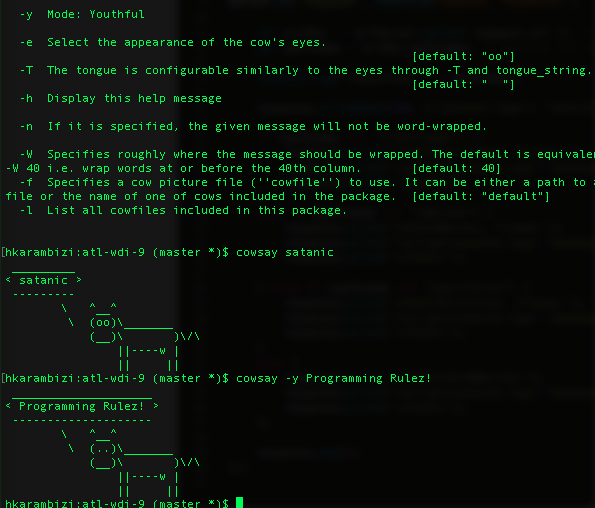 -y  Mode: Youthful
-e  Select the appearance of the cow's eyes.
[default: "oo"]
-T  The tongue is configurable similarly to the eyes through -T and tongue_string.
[default: "  "]
-h  Display this help message
-n  If it is specified, the given message will not be word-wrapped.
-W  Specifies roughly where the message should be wrapped. The default is equivale
-W 40 i.e. wrap words at or before the 40th column.       [default: 40]
-f  Specifies a cow picture file (''cowfile'') to use. It can be either a path to a
file or the name of one of cows included in the package.  [default: "default"]
-l  List all cowfiles included in this package.
[hkarambizi:atl-wdi-9 (master *)$ cowsay satanic
 _________
< satanic >
 ---------
        \   ^__^
         \  (oo)\_______
            (__)\       )\/\
                ||----w |
                ||     ||
[hkarambizi:atl-wdi-9 (master *)$ cowsay -y Programming Rulez!
 ____________________
< Programming Rulez! >
 --------------------
        \   ^__^
         \  (..)\_______
            (__)\       )\/\
                ||----w |
                ||     ||
hkarambizi:atl-wdi-9 (master *)$